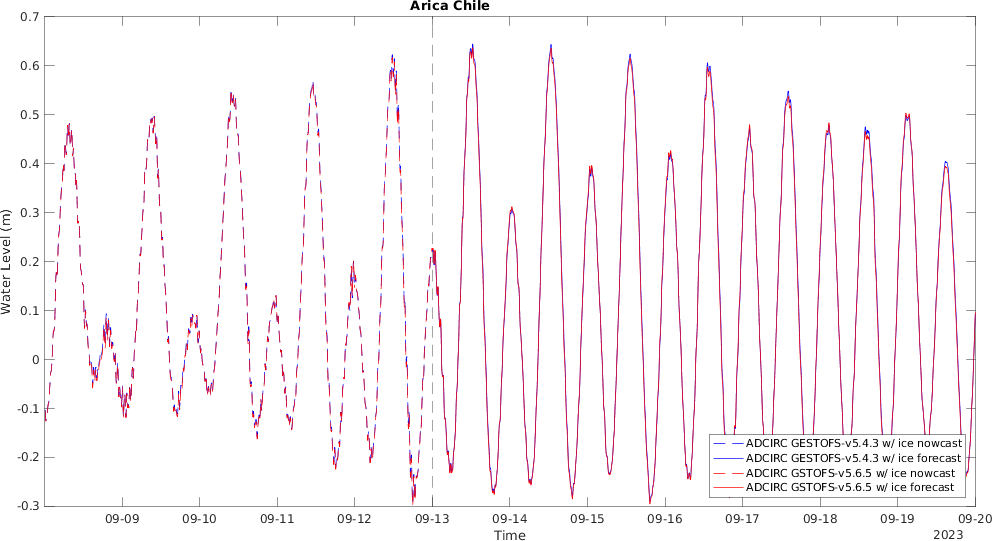 Arica Chile
0.7
0.6
0.5
0.4
0.3
0.2
0.1
0
-0.1
-0.2
-0.3
Water Level (m)
ADCIRC GESTOFS-v5.4.3 w/ ice nowcast
ADCIRC GESTOFS-v5.4.3 w/ ice forecast
ADCIRC GSTOFS-v5.6.5 w/ ice nowcast
ADCIRC GSTOFS-v5.6.5 w/ ice forecast
09-09 09-10 09-11 09-12 09-13 09-14 09-15 09-16 09-17 09-18 09-19 09-20
Time
2023